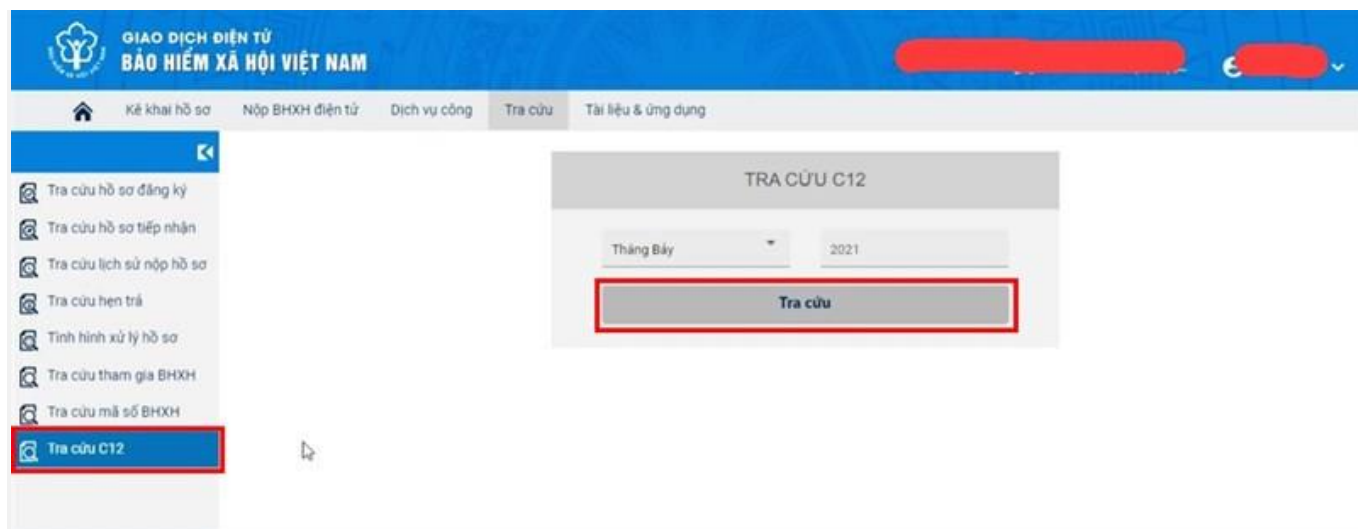 GIAO DỊCH ĐIỆN TỬ
BẢO HIỂM XÃ HỘI VIỆT NAM
Kê khai hồ sơ Nộp BHXH điện tử Dịch vụ công Tra cứu Tài liệu & ứng dụng
Tra cứu hồ sơ đăng ký
Tra cứu hồ sơ tiếp nhận
Tra cứu lịch sử nộp hồ sơ
Tra cứu hẹn trả
Tình hình xử lý hồ sơ
Tra cứu tham gia BHXH
Tra cứu mã số BHXH
Tra cứu C12
TRA CỨU C12
Tháng Bảy 2021
Tra cứu